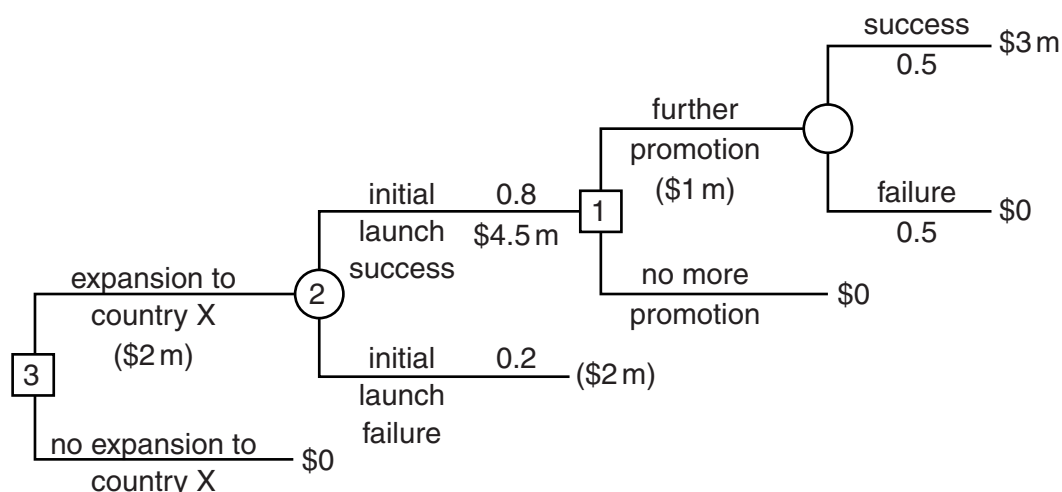 success
$3 m
0.5
further
promotion
($1 m)
failure
$0
0.5
initial 0.8
launch $4.5 m
success
1
no more
$0
promotion
expansion to
country X
($2 m)
2
initial 0.2
($2 m)
launch
failure
3
no expansion to
$0
country X